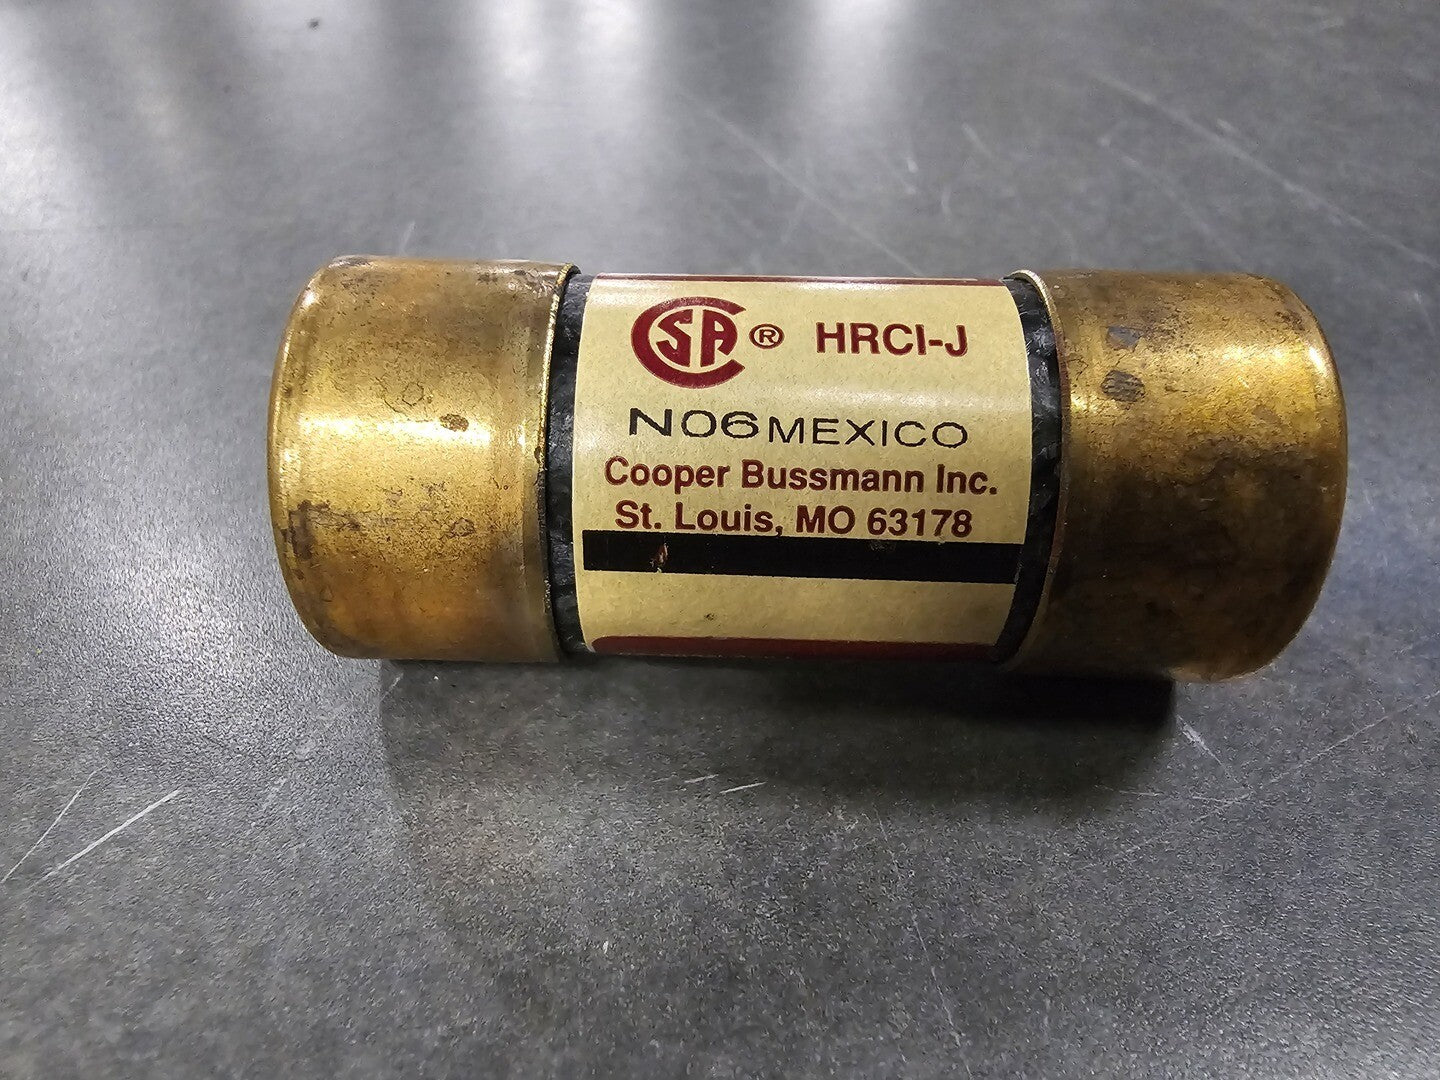 CSA® HRCI-J
N06MEXICO
Cooper Bussmann Inc.
St. Louis, MO 63178